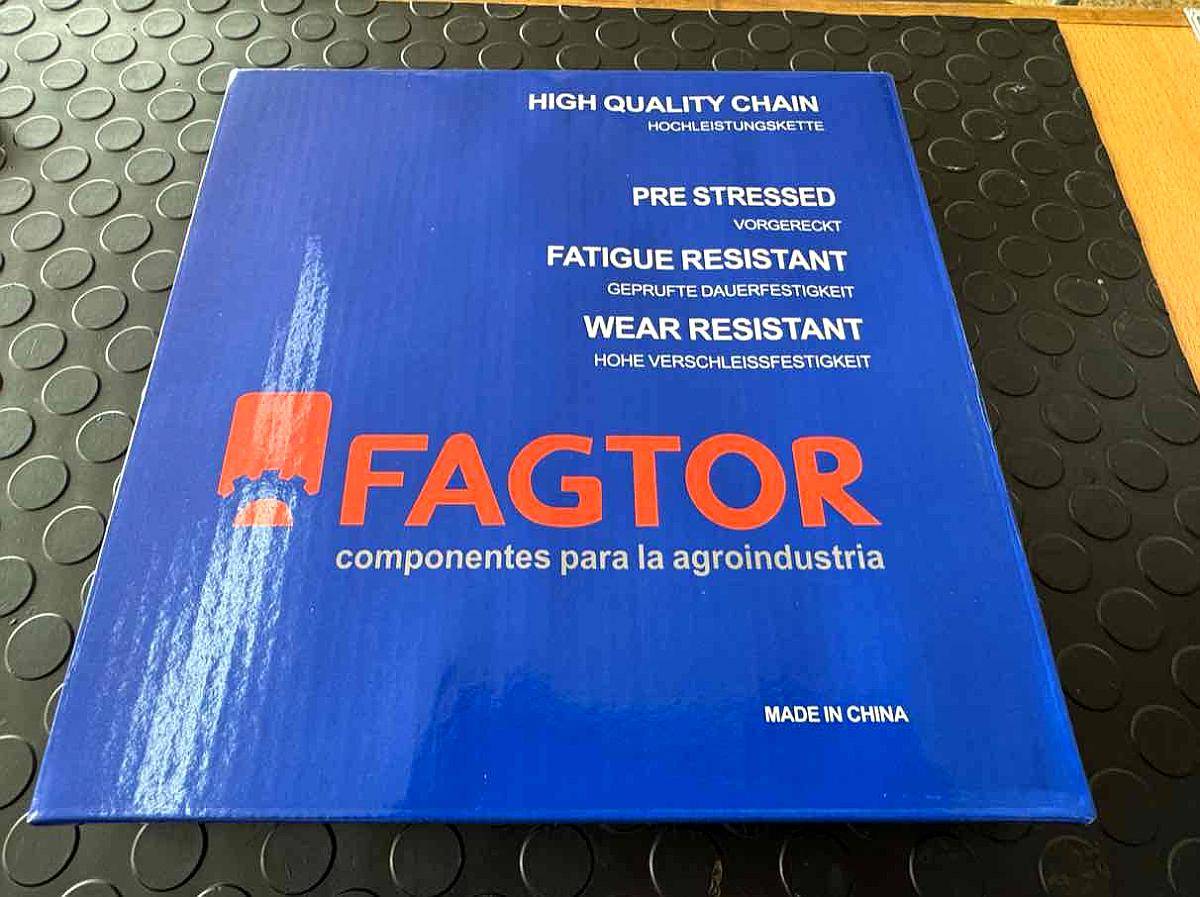 HIGH QUALITY CHAIN
HOCHLEISTUNGSKETTE
PRE STRESSED
VORGERECKT
FATIGUE RESISTANT
GEPRUFTE DAUERFESTIGKEIT
WEAR RESISTANT
HOHE VERSCHLEISSFESTIGKEIT
FAGTOR
componentes para la agroindustria
MADE IN CHINA